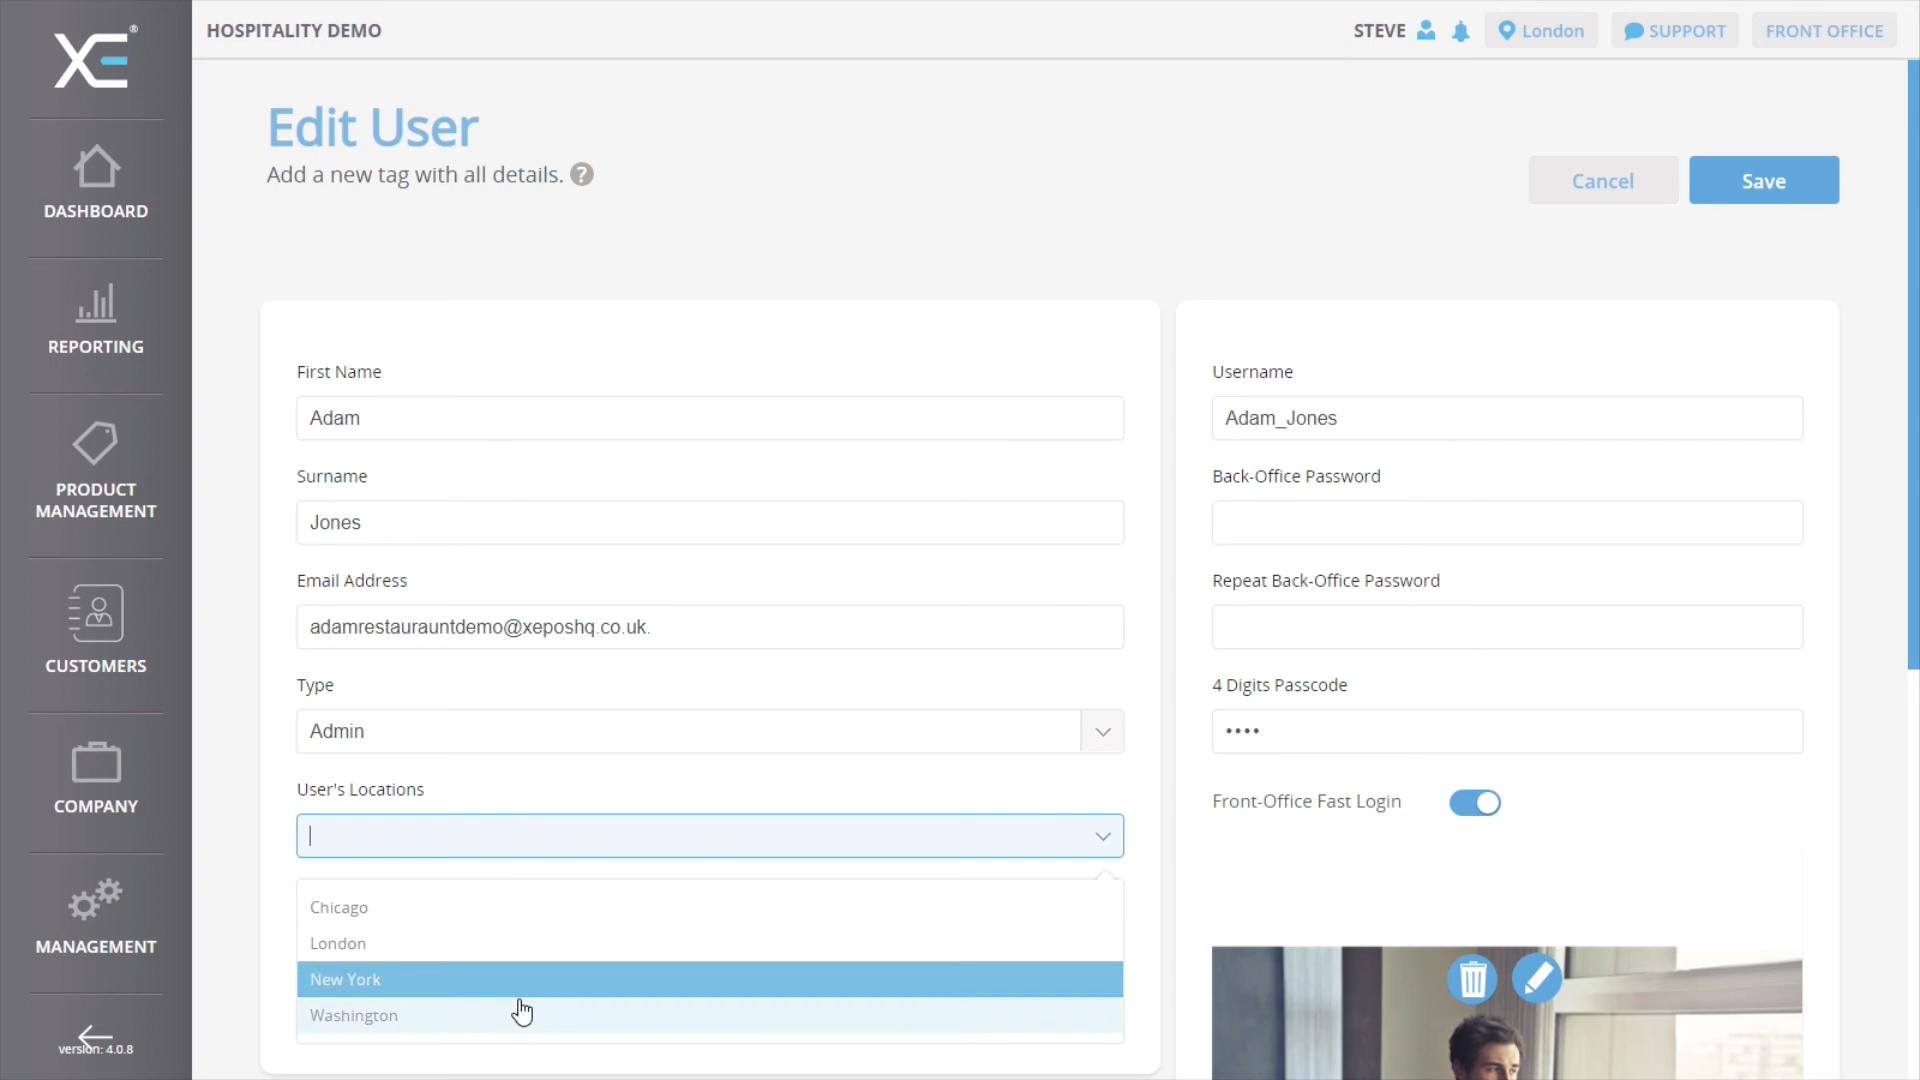 XE®
HOSPITALITY DEMO
STEVE
London
SUPPORT
FRONT OFFICE
Edit User
Add a new tag with all details. ?
Cancel
Save
DASHBOARD
REPORTING
PRODUCT
MANAGEMENT
CUSTOMERS
COMPANY
MANAGEMENT
version: 4.0.8
First Name
Adam
Surname
Jones
Email Address
adamrestaurauntdemo@xeposhq.co.uk.
Type
Admin
User's Locations
Chicago
London
New York
Washington
Username
Adam_Jones
Back-Office Password
Repeat Back-Office Password
4 Digits Passcode
••••
Front-Office Fast Login